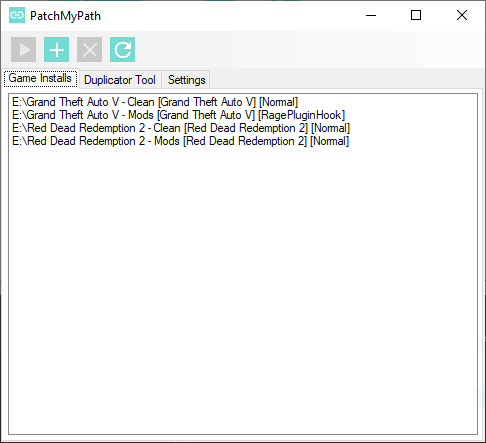 PatchMyPath
Game Installs
Duplicator Tool
Settings
E:\Grand Theft Auto V - Clean [Grand Theft Auto V] [Normal]
E:\Grand Theft Auto V - Mods [Grand Theft Auto V] [RagePluginHook]
E:\Red Dead Redemption 2 - Clean [Red Dead Redemption 2] [Normal]
E:\Red Dead Redemption 2 - Mods [Red Dead Redemption 2] [Normal]